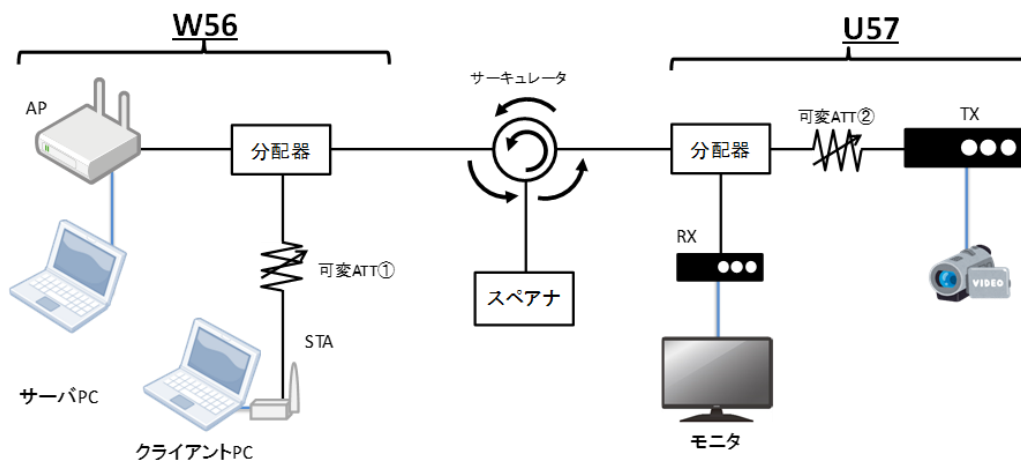 W56
U57
サーキュレータ
AP
可変ATT②
TX
分配器
分配器
RX
可変ATT①
スペアナ
VIDEO
STA
サーバPC
モニタ
クライアントPC